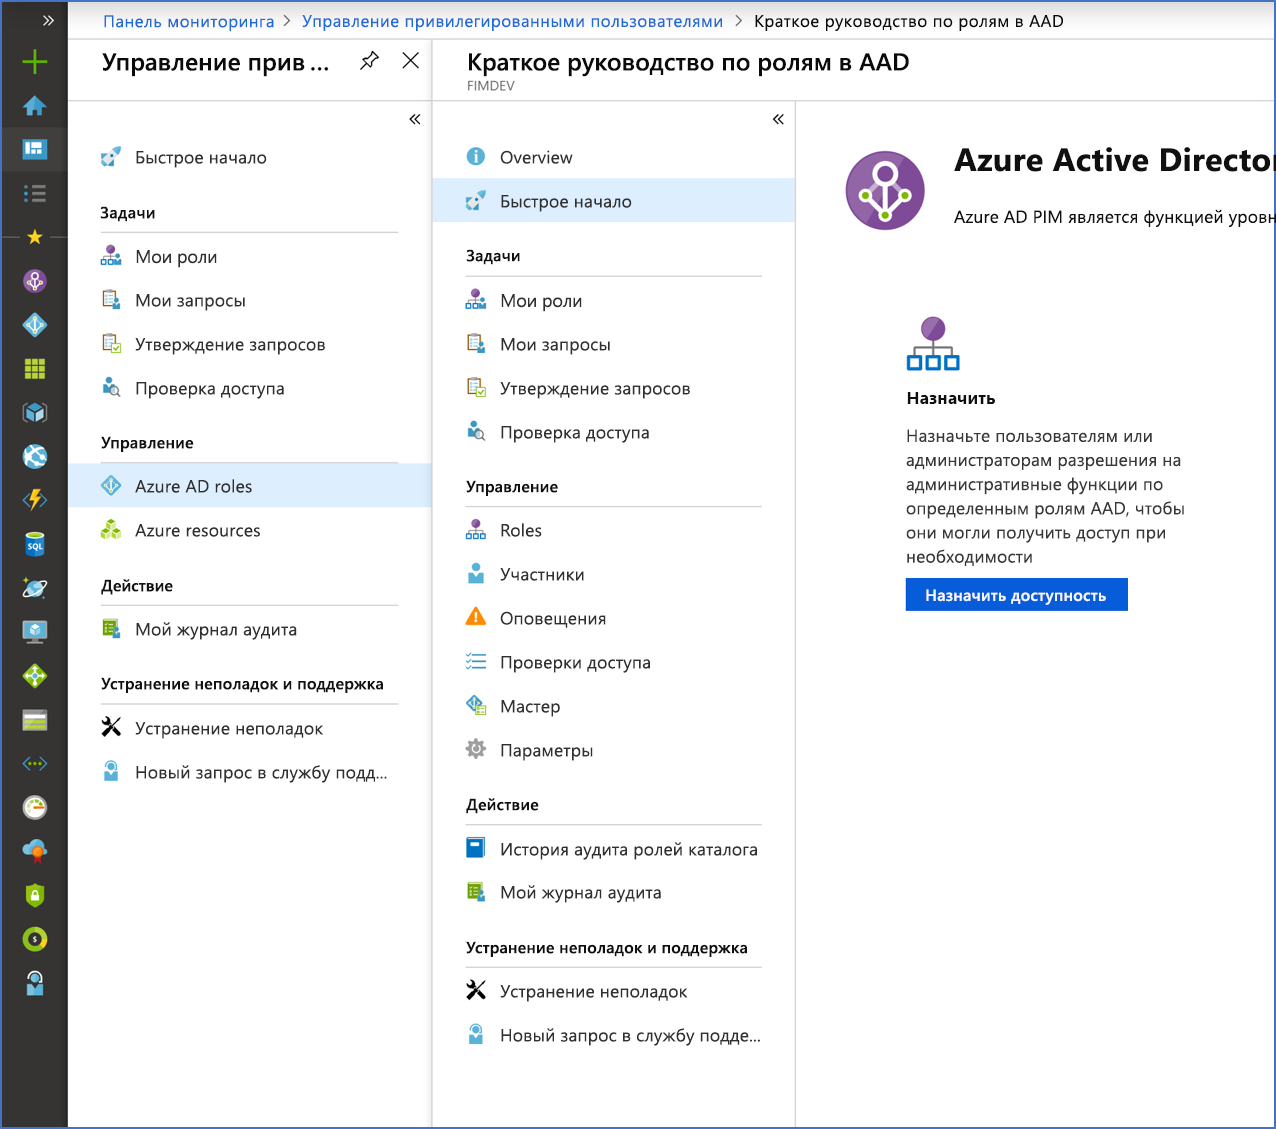 Панель мониторинга > Управление привилегированными пользователями > Краткое руководство по ролям в AAD
Управление прив ...
Быстрое начало
Задачи
Мои роли
Мои запросы
Утверждение запросов
Проверка доступа
Управление
Azure AD roles
Azure resources
Действие
Мой журнал аудита
Устранение неполадок и поддержка
Устранение неполадок
Новый запрос в службу подд...
Краткое руководство по ролям в AAD
FIMDEV
Overview
Быстрое начало
Задачи
Мои роли
Мои запросы
Утверждение запросов
Проверка доступа
Управление
Roles
Участники
Оповещения
Проверки доступа
Мастер
Параметры
Действие
История аудита ролей каталога
Мой журнал аудита
Устранение неполадок и поддержка
Устранение неполадок
Новый запрос в службу подде...
Azure Active Directo
Azure AD PIM является функцией уровн
Назначить
Назначьте пользователям или
администраторам разрешения на
административные функции по
определенным ролям AAD, чтобы
они могли получить доступ при
необходимости
Назначить доступность
SQL